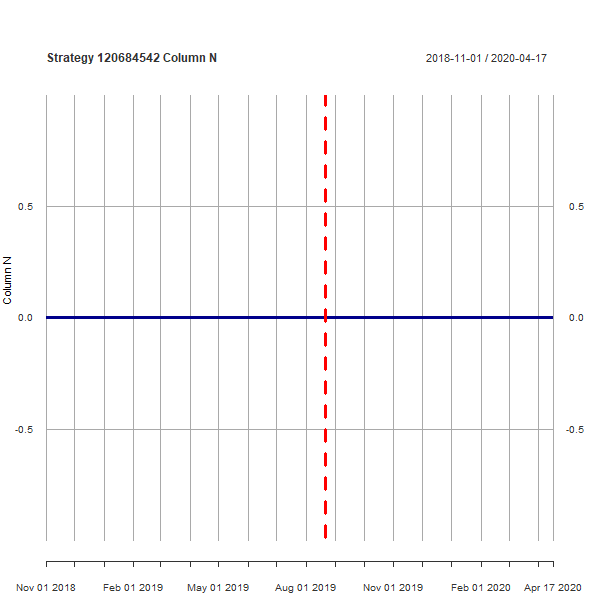 Strategy 120684542 Column N
2018-11-01 / 2020-04-17
0.5
0.5
Column N
0.0
0.0
-0.5
-0.5
Nov 01 2018
Feb 01 2019
May 01 2019
Aug 01 2019
Nov 01 2019
Feb 01 2020
Apr 17 2020